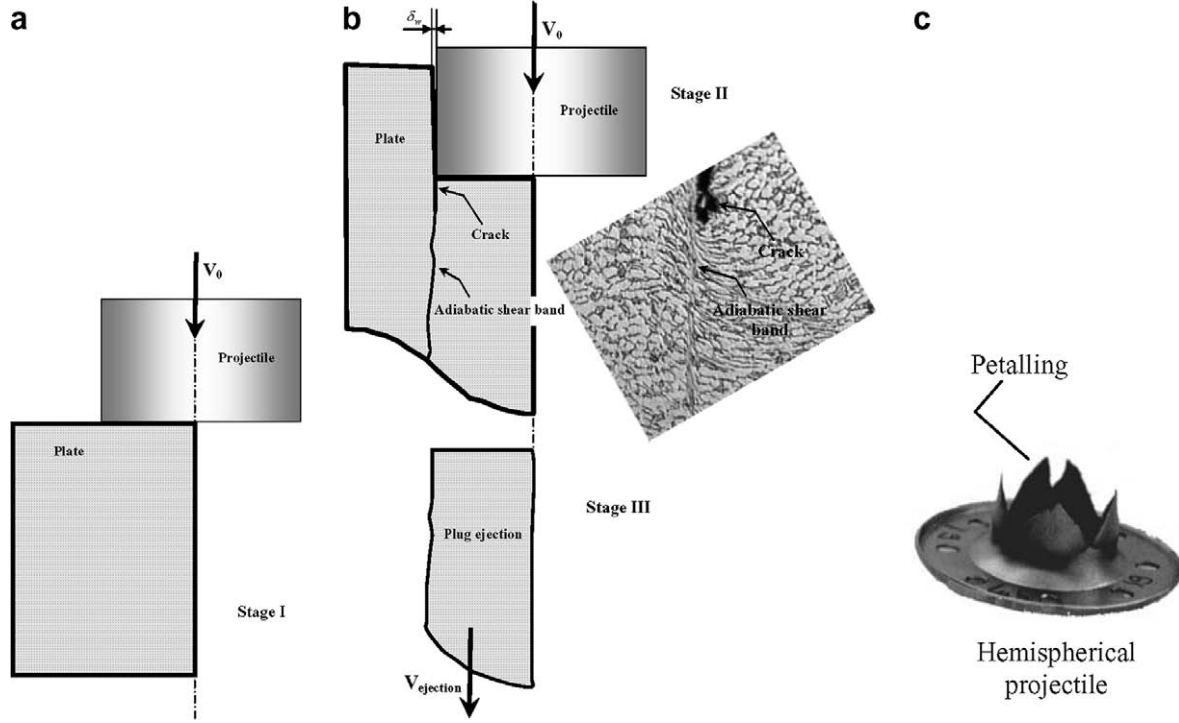 a
V0
Projectile
Plate
Stage I
b
δw
V0
Stage II
Projectile
Plate
Crack
Adiabatic shear band
Crack
Adiabatic shear
band
Stage III
Plug ejection
Vejection
c
Petalling
Hemispherical
projectile